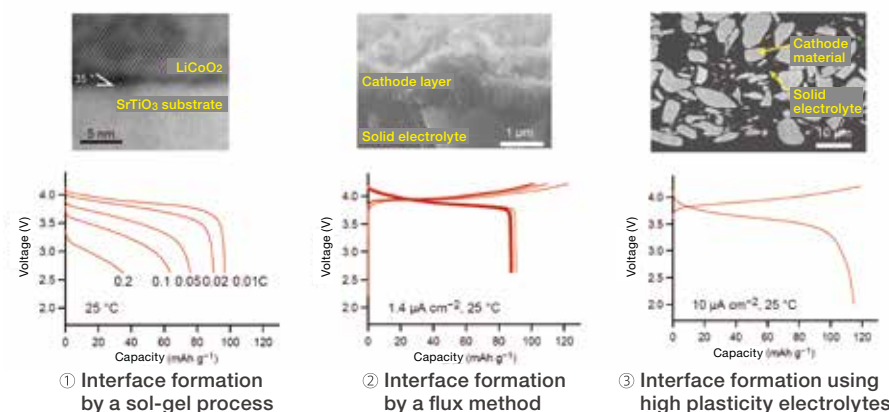 LiCoO2
35 °
SrTiO3 substrate
5 nm
Cathode layer
Solid electrolyte
1 µm
Cathode
material
Solid
electrolyte
10 µm
Voltage (V)
4.0
3.5
3.0
2.5
2.0
0.2 0.1 0.05 0.02 0.01C
25 °C
0 20 40 60 80 100 120
Capacity (mAh g⁻¹)
Voltage (V)
4.0
3.5
3.0
2.5
2.0
1.4 µA cm⁻², 25 °C
0 20 40 60 80 100 120
Capacity (mAh g⁻¹)
Voltage (V)
4.0
3.5
3.0
2.5
2.0
10 µA cm⁻², 25 °C
0 20 40 60 80 100 120
Capacity (mAh g⁻¹)
① Interface formation
by a sol-gel process
② Interface formation
by a flux method
③ Interface formation using
high plasticity electrolytes